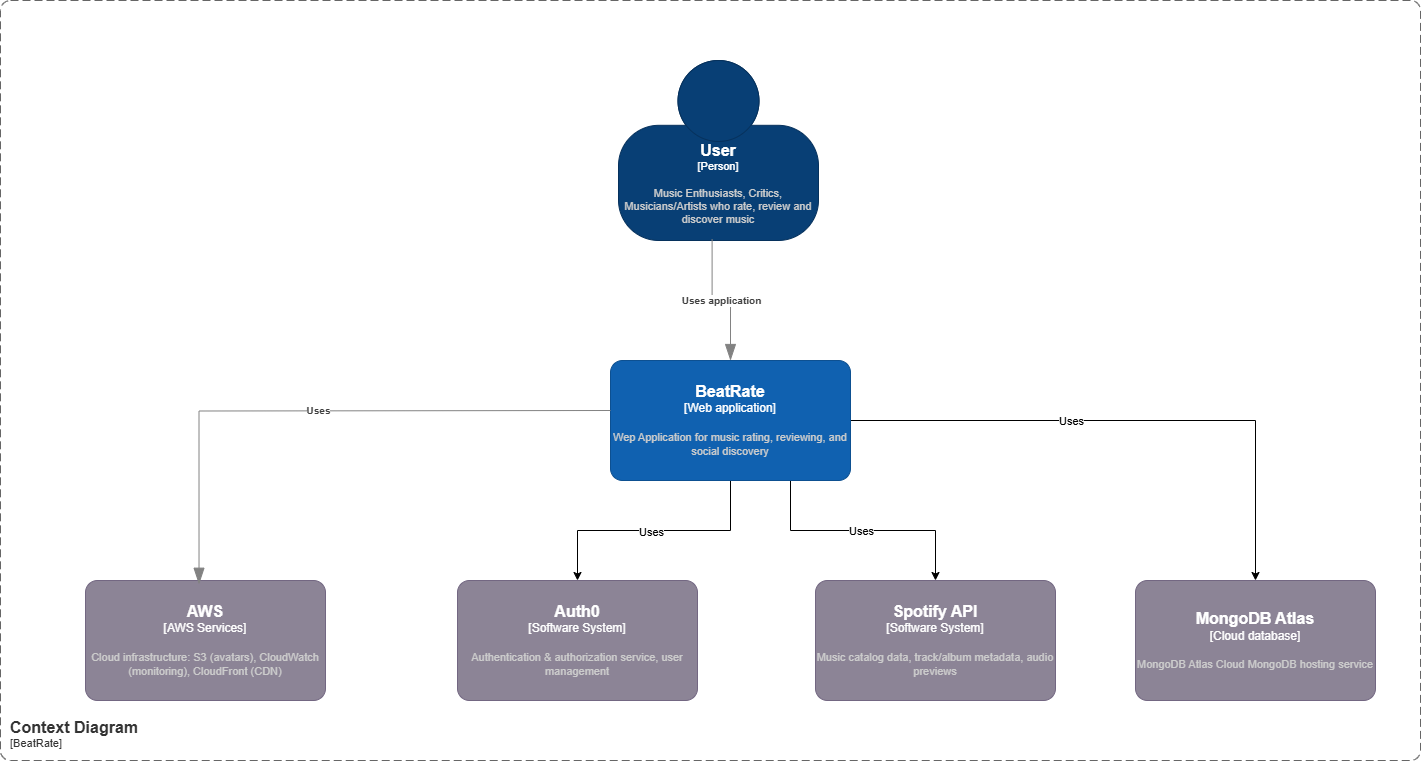 User
[Person]
Music Enthusiasts, Critics,
Musicians/Artists who rate, review and
discover music
Uses application
BeatRate
[Web application]
Wep Application for music rating, reviewing, and
social discovery
Uses
Uses
Uses
Uses
AWS
[AWS Services]
Cloud infrastructure: S3 (avatars), CloudWatch
(monitoring), CloudFront (CDN)
Auth0
[Software System]
Authentication & authorization service, user
management
Spotify API
[Software System]
Music catalog data, track/album metadata, audio
previews
MongoDB Atlas
[Cloud database]
MongoDB Atlas Cloud MongoDB hosting service
Context Diagram
[BeatRate]